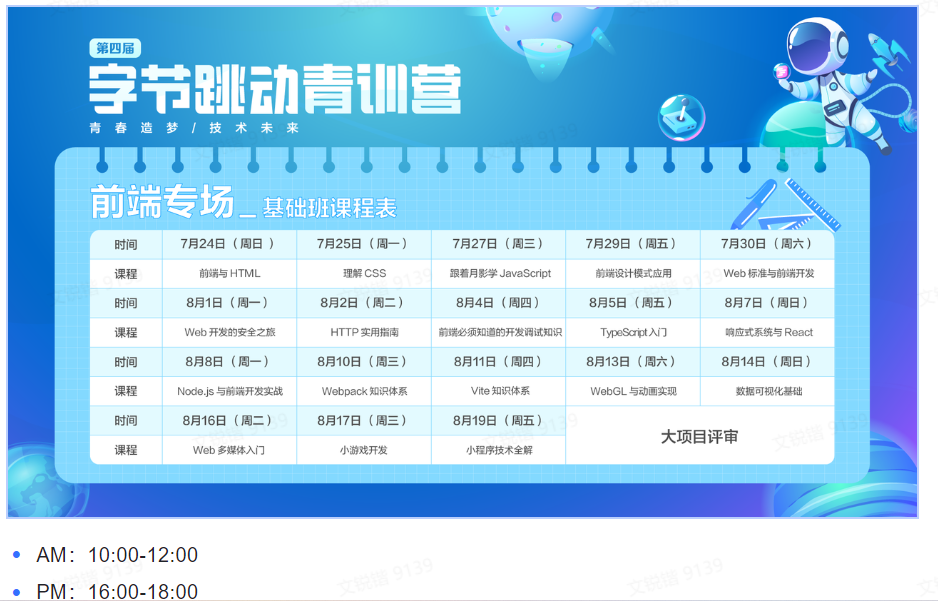 第四届
字节跳动青训营
青春造梦/技术未来
前端专场_基础班课程表
时间 7月24日（周日） 7月25日（周一） 7月27日（周三） 7月29日（周五） 7月30日（周六）
课程 前端与 HTML 理解 CSS 跟着月影学 JavaScript 前端设计模式应用 Web 标准与前端开发
时间 8月1日（周一） 8月2日（周二） 8月4日（周四） 8月5日（周五） 8月7日（周日）
课程 Web 开发的安全之旅 HTTP 实用指南 前端必须知道的开发调试知识 TypeScript 入门 响应式系统与 React
时间 8月8日（周一） 8月10日（周三） 8月11日（周四） 8月13日（周六） 8月14日（周日）
课程 Node.js 与前端开发实战 Webpack 知识体系 Vite 知识体系 WebGL 与动画实现 数据可视化基础
时间 8月16日（周二） 8月17日（周三） 8月19日（周五）
大项目评审
课程 Web 多媒体入门 小游戏开发 小程序技术全解
AM：10:00-12:00
PM：16:00-18:00
文锐锴 9139